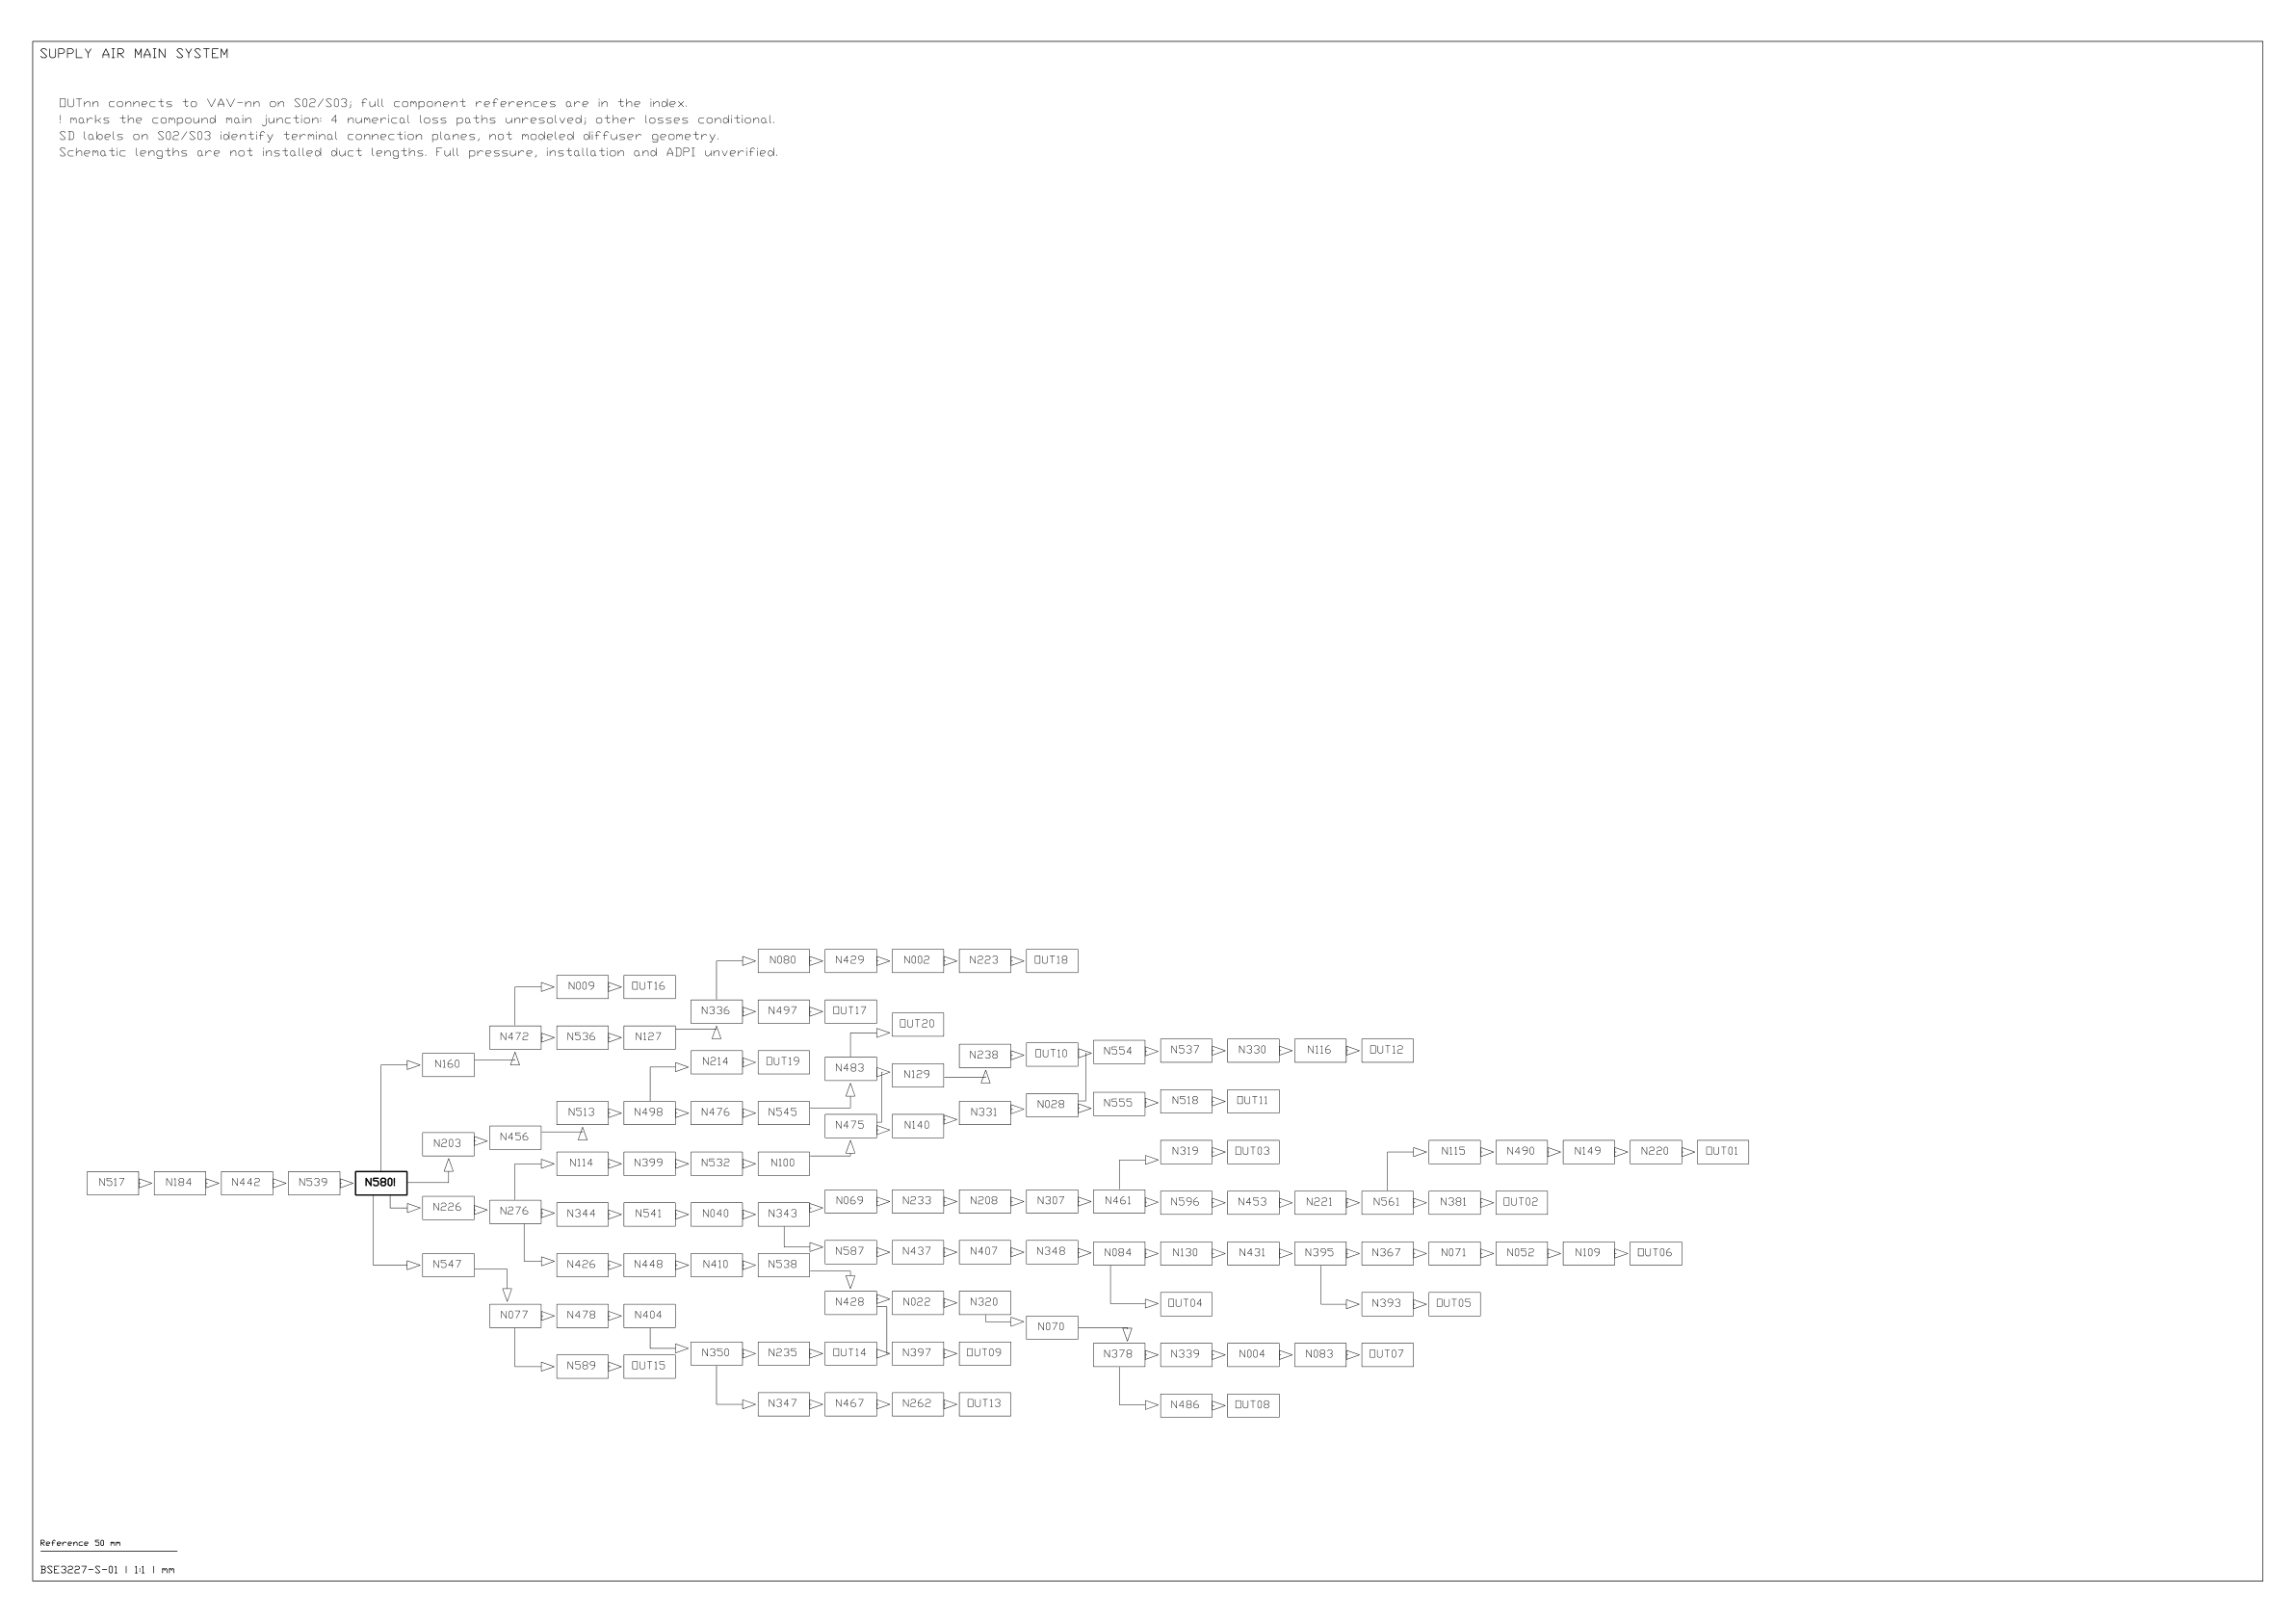 SUPPLY AIR MAIN SYSTEM
OUTnn connects to VAV-nn on S02/S03; full component references are in the index.
! marks the compound main junction: 4 numerical loss paths unresolved; other losses conditional.
SD labels on S02/S03 identify terminal connection planes, not modeled diffuser geometry.
Schematic lengths are not installed duct lengths. Full pressure, installation and ADPI unverified.
N080 N429 N002 N223 OUT18
N009 OUT16
N336 N497 OUT17
OUT20
N472 N536 N127
N554 N537 N330 N116 OUT12
N238 OUT10
N160
N214 OUT19
N483 N129
N555 N518 OUT11
N513 N498 N476 N545
N331 N028
N475 N140
N203 N456
N319 OUT03
N115 N490 N149 N220 OUT01
N114 N399 N532 N100
N517 N184 N442 N539 N580!
N069 N233 N208 N307 N461 N596 N453 N221 N561 N381 OUT02
N226 N276 N344 N541 N040 N343
N587 N437 N407 N348 N084 N130 N431 N395 N367 N071 N052 N109 OUT06
N547
N426 N448 N410 N538
N428 N022 N320
OUT04
N393 OUT05
N077 N478 N404
N070
N350 N235 OUT14 N397 OUT09
N378 N339 N004 N083 OUT07
N589 OUT15
N347 N467 N262 OUT13
N486 OUT08
Reference 50 mm
BSE3227-S-01 | 1:1 | mm